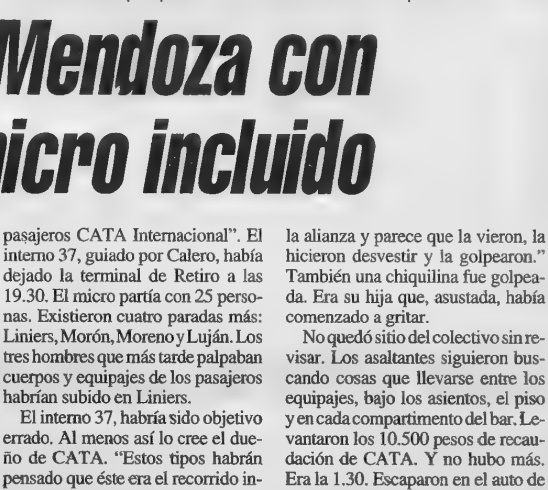 Mendoza con
icro incluido
pasajeros CATA Internacional”. El
interno 37, guiado por Calero, había
dejado la terminal de Retiro a las
19.30. El micro partía con 25 perso-
nas. Existieron cuatro paradas más:
Liniers, Morón, Moreno y Luján. Los
tres hombres que más tarde palpaban
cuerpos y equipajes de los pasajeros
habrían subido en Liniers.
El interno 37, habría sido objetivo
errado. Al menos así lo cree el due-
ño de CATA. “Estos tipos habrán
pensado que éste era el recorrido in-
la alianza y parece que la vieron, la
hicieron desvestir y la golpearon.”
También una chiquilina fue golpea-
da. Era su hija que, asustada, había
comenzado a gritar.
No quedó sitio del colectivo sin re-
visar. Los asaltantes siguieron bus-
cando cosas que llevarse entre los
equipajes, bajo los asientos, el piso
y en cada compartimento del bar. Le-
vantaron los 10.500 pesos de recau-
dación de CATA. Y no hubo más.
Era la 1.30. Escaparon en el auto de